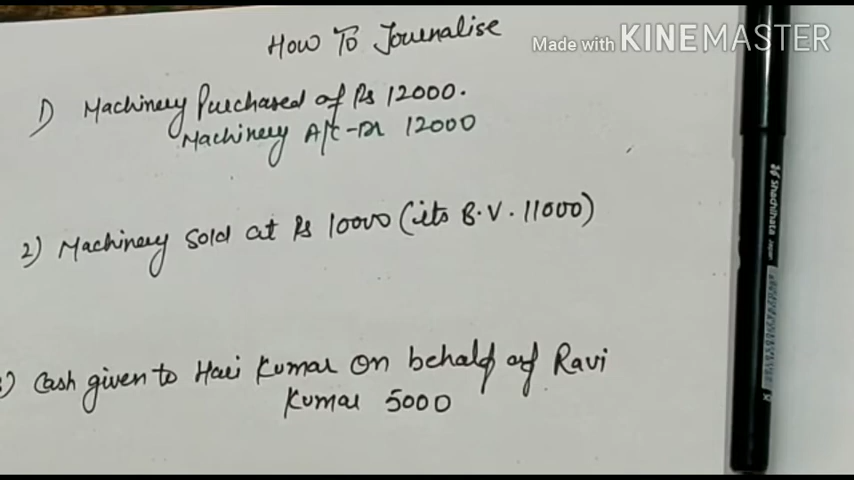 How To Journalise
Made with KINEMASTER
1) Machinery Purchased of Rs 12000.
Machinery A/c-Dr 12000
2) Machinery Sold at Rs 10000 (its B.V. 11000)
3) Cash given to Hari Kumar on behalf of Ravi
Kumar 5000
Shachihata